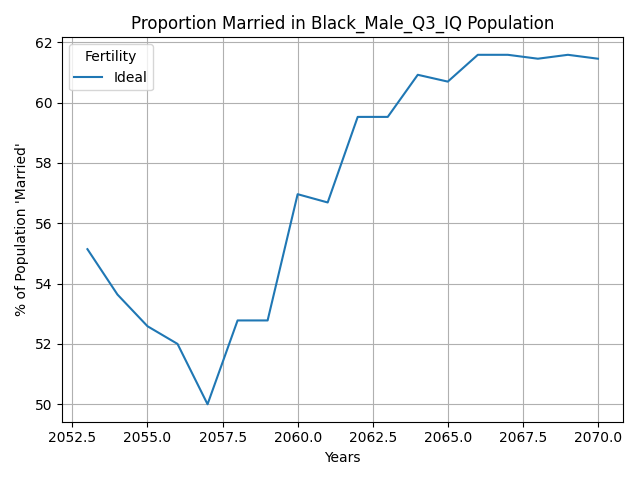 Proportion Married in Black_Male_Q3_IQ Population
% of Population 'Married'
62
60
58
56
54
52
50
Fertility
Ideal
2052.5 2055.0 2057.5 2060.0 2062.5 2065.0 2067.5 2070.0
Years